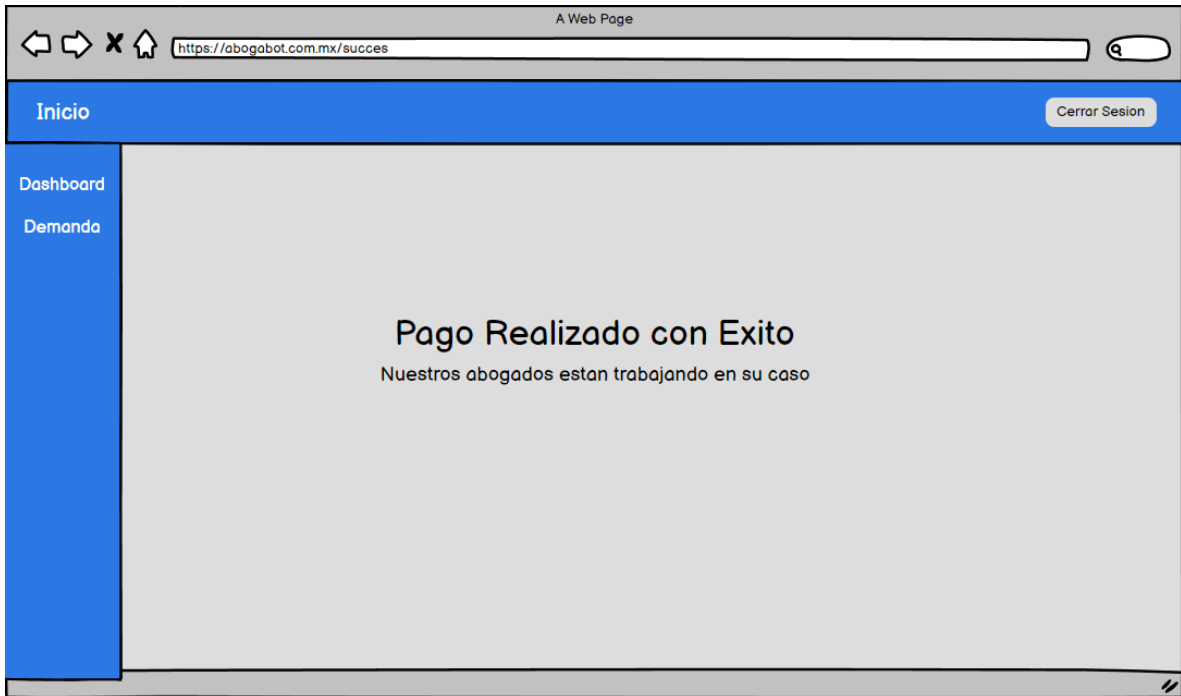 A Web Page
https://abogabot.com.mx/succes
Inicio
Cerrar Sesion
Dashboard
Demanda
Pago Realizado con Exito
Nuestros abogados estan trabajando en su caso